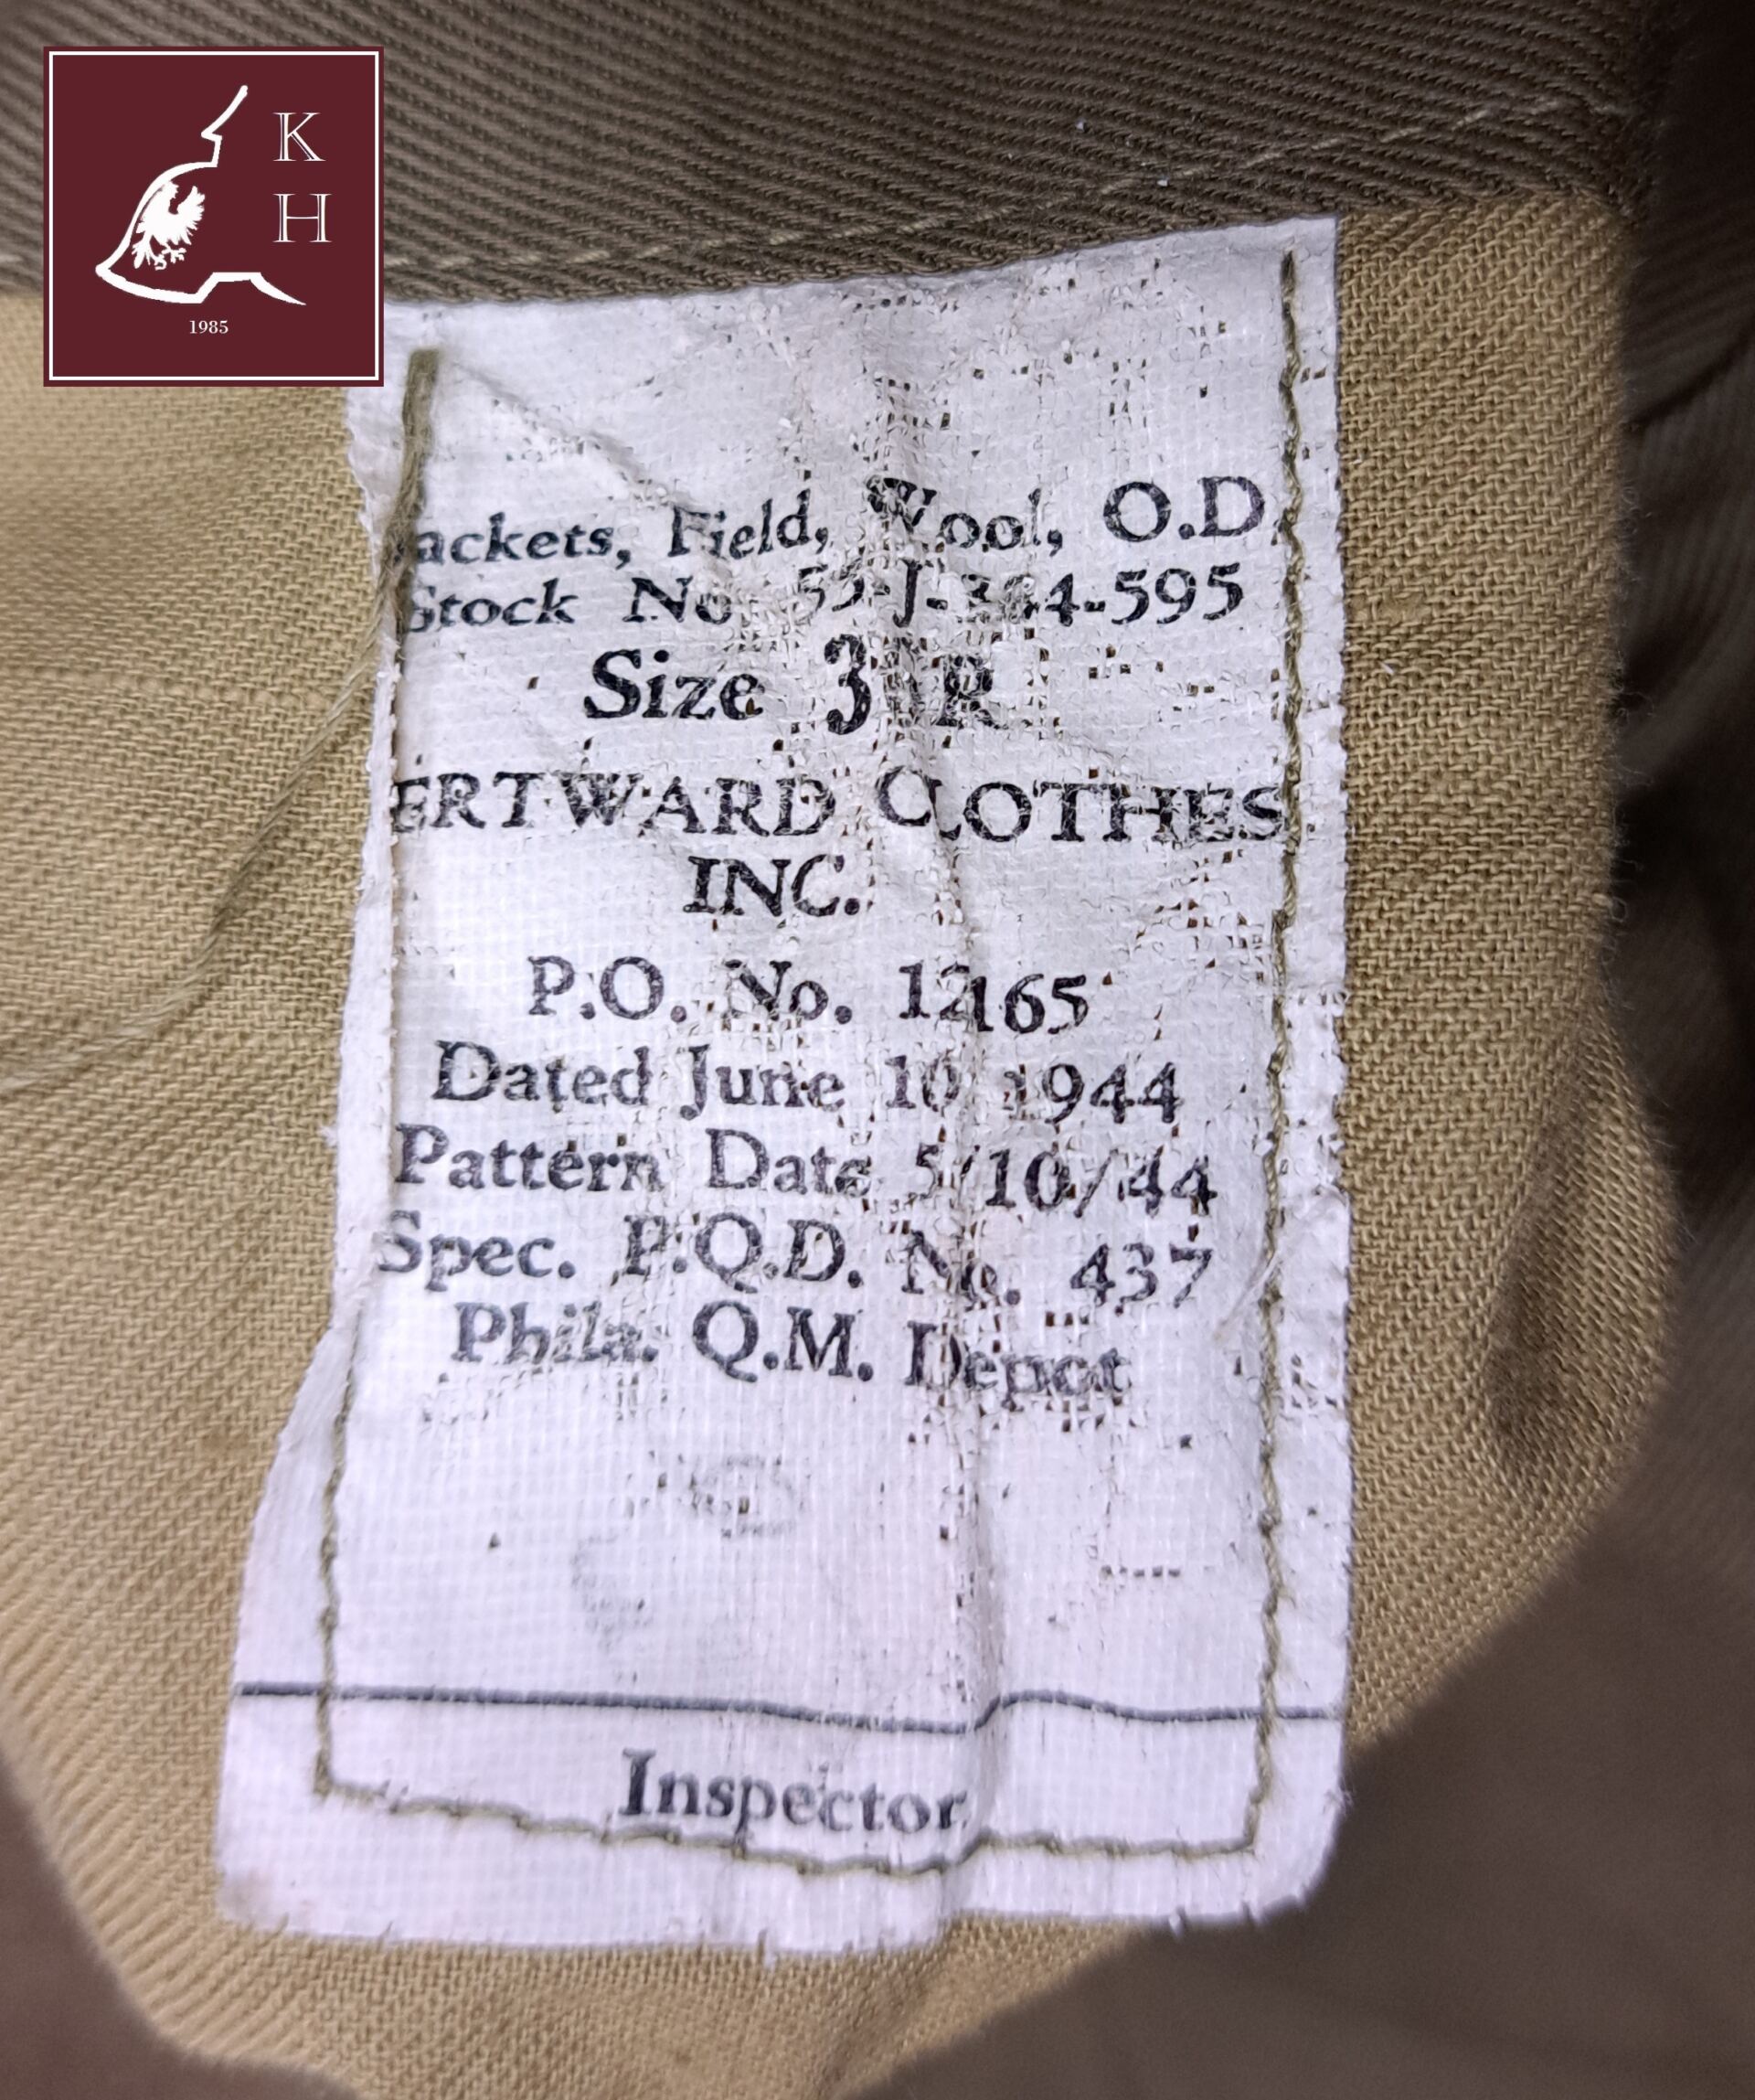 K
H
1985
ackets, Field, Wool, O.D.
Stock No.
Size
ERTWARD CLOTHES
INC.
P.O. No.
Dated June 10 1944
Pattern Date 5/10/44
Spec. P.Q.D. No. 437
Phila. Q.M. Depot
Inspector